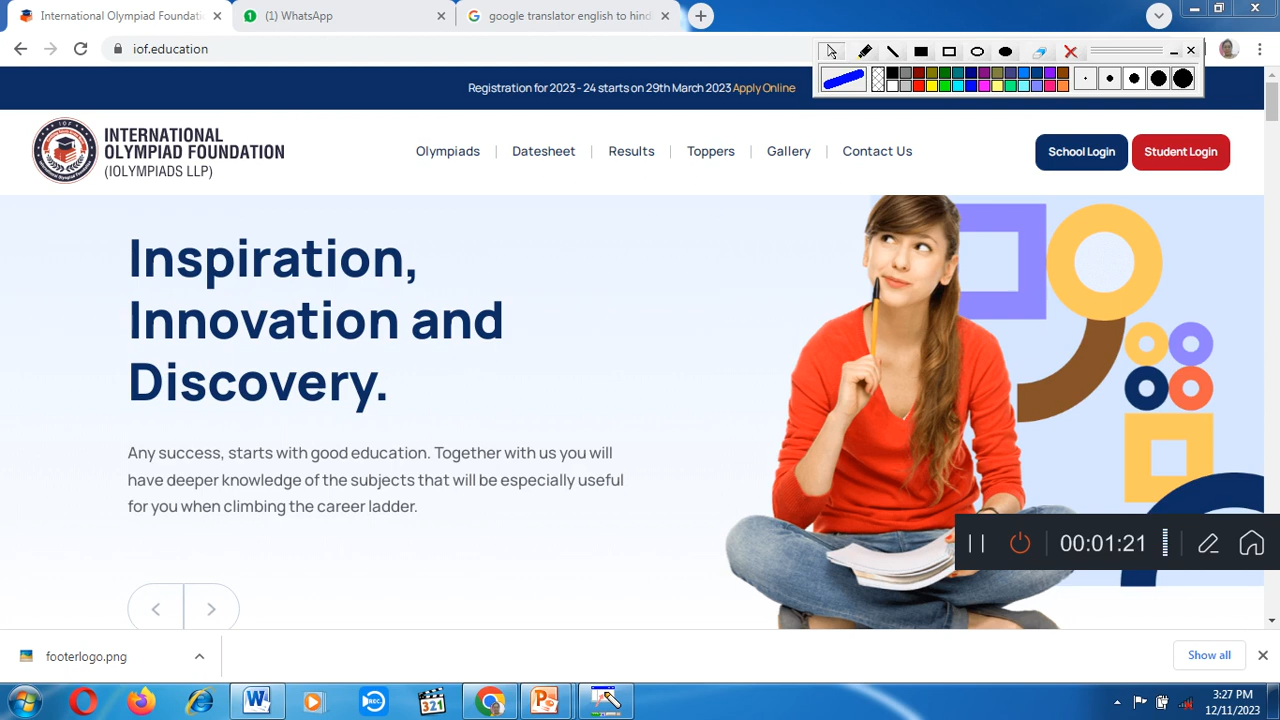 International Olympiad Foundati
(1) WhatsApp
google translator english to hind
iof.education
Registration for 2023 - 24 starts on 29th March 2023 Apply Online
INTERNATIONAL
OLYMPIAD FOUNDATION
(IOLYMPIADS LLP)
Olympiads
Datesheet
Results
Toppers
Gallery
Contact Us
School Login
Student Login
Inspiration,
Innovation and
Discovery.
Any success, starts with good education. Together with us you will
have deeper knowledge of the subjects that will be especially useful
for you when climbing the career ladder.
00:01:21
footerlogo.png
Show all
REC
321
3:27 PM
12/11/2023